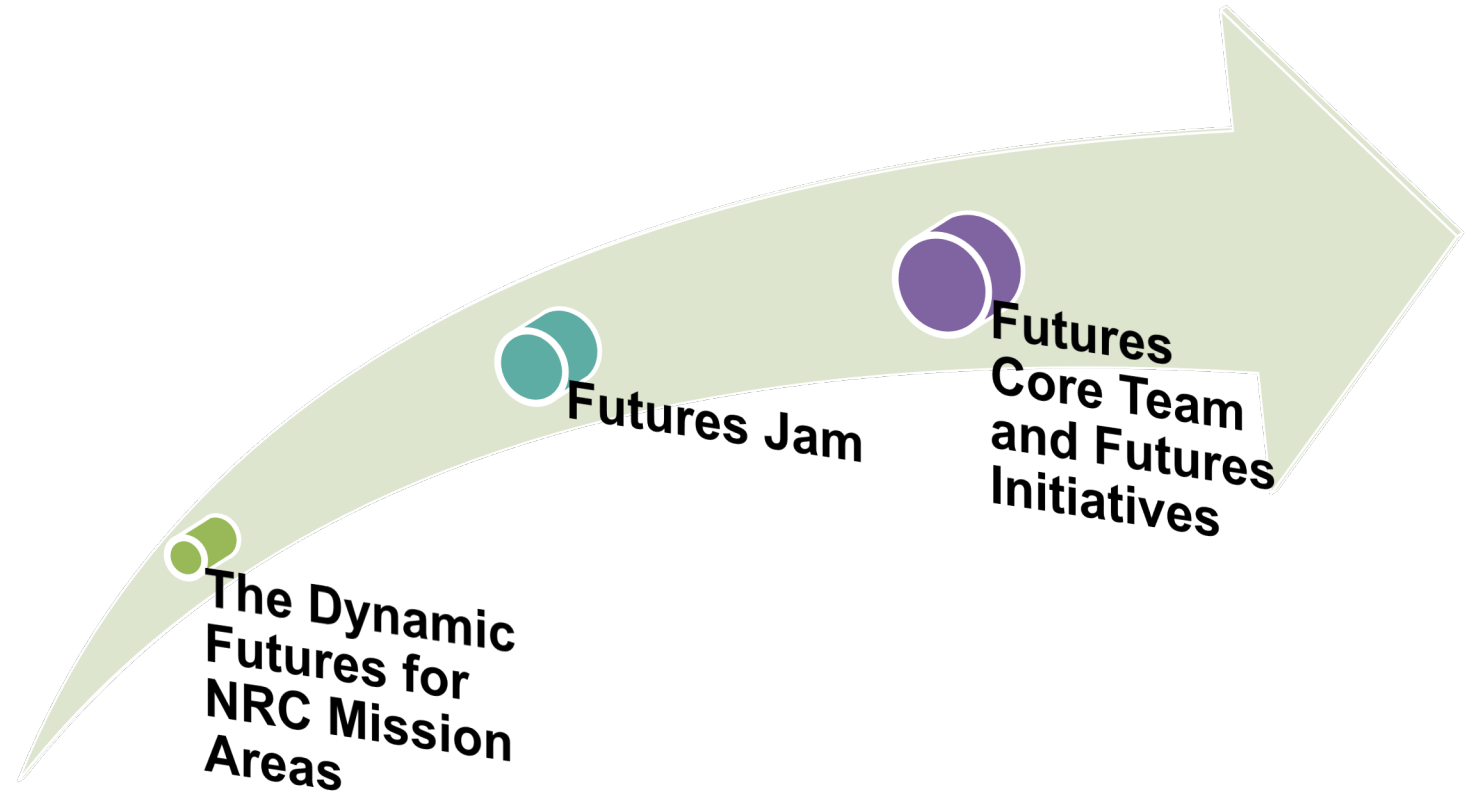 The Dynamic
Futures for
NRC Mission
Areas
Futures Jam
Futures
Core Team
and Futures
Initiatives